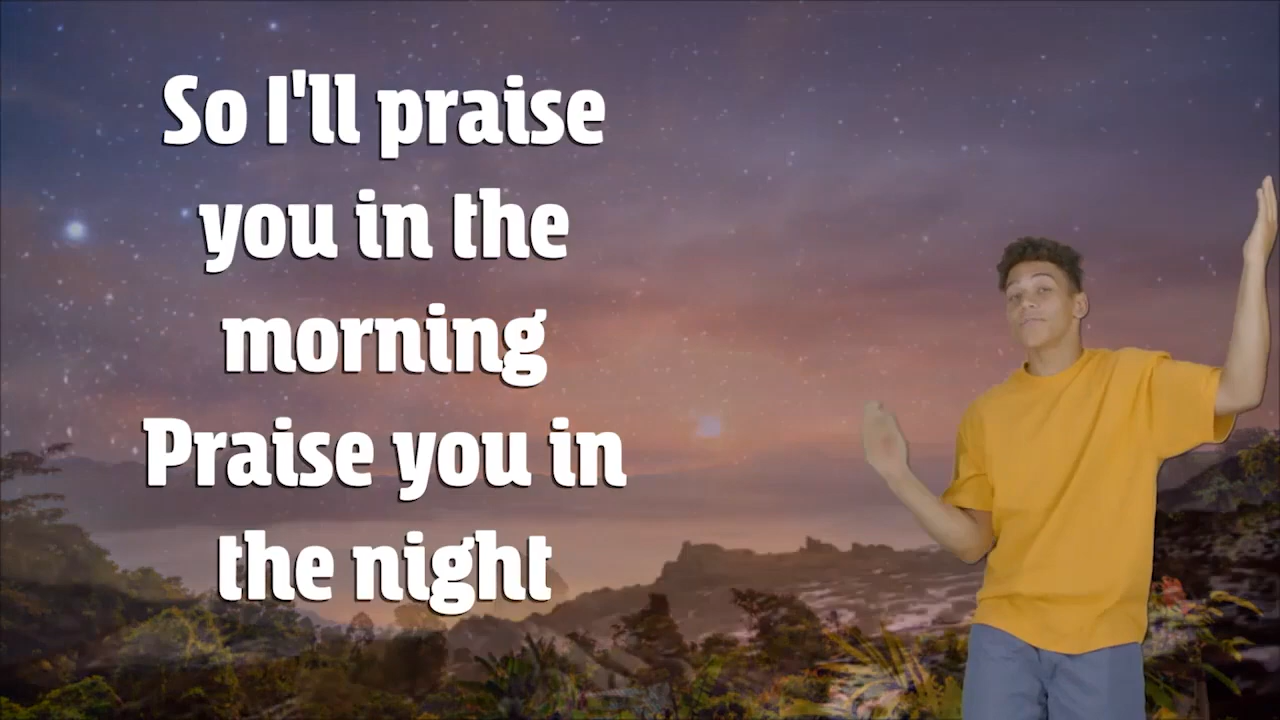 So I'll praise
you in the
morning
Praise you in
the night